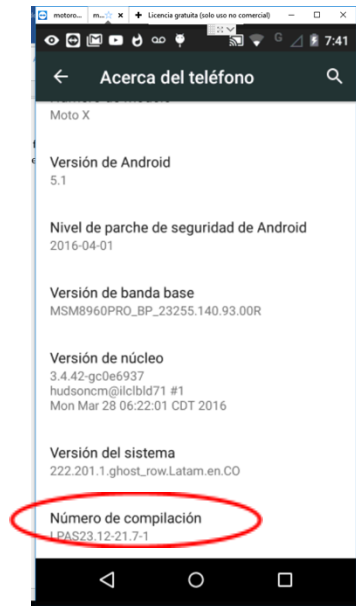 motoro...
m...
Licencia gratuita (solo uso no comercial)
G
7:41
Acerca del teléfono
Moto X
Versión de Android
5.1
Nivel de parche de seguridad de Android
2016-04-01
Versión de banda base
MSM8960PRO_BP_23255.140.93.00R
Versión de núcleo
3.4.42-gc0e6937
hudsoncm@ilclbld71 #1
Mon Mar 28 06:22:01 CDT 2016
Versión del sistema
222.201.1.ghost_row.Latam.en.CO
Número de compilación
LPAS23.12-21.7-1